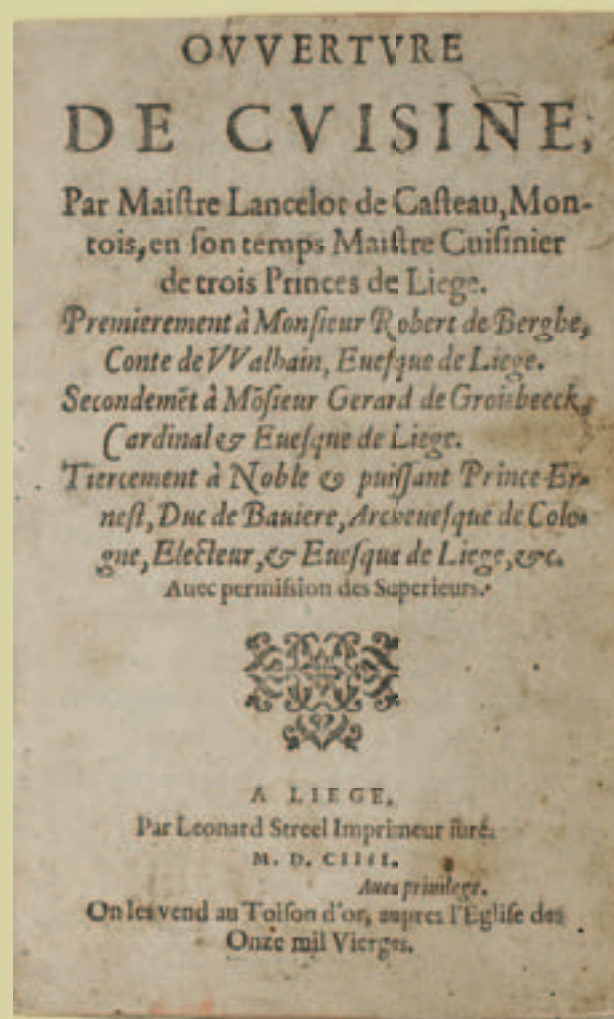 OVVERTVRE
DE CVISINE,
Par Maiſtre Lancelot de Caſteau, Mon-
tois, en ſon temps Maiſtre Cuiſinier
de trois Princes de Liege.
Premierement à Monſieur Robert de Berghe,
Conte de VValhain, Eueſque de Liege.
Secondemẽt à Mõſieur Gerard de Groiſbeeck,
Cardinal & Eueſque de Liege.
Tiercement à Noble & puiſſant Prince Er-
neſt, Duc de Bauiere, Archeueſque de Colo-
gne, Electeur, & Eueſque de Liege, &c.
Auec permiſsion des Superieurs.
A LIEGE,
Par Leonard Streel Imprimeur iuré.
M. D. CIIII.
Auec priuilege.
On les vend au Toiſon d'or, aupres l'Egliſe des
Onze mil Vierges.